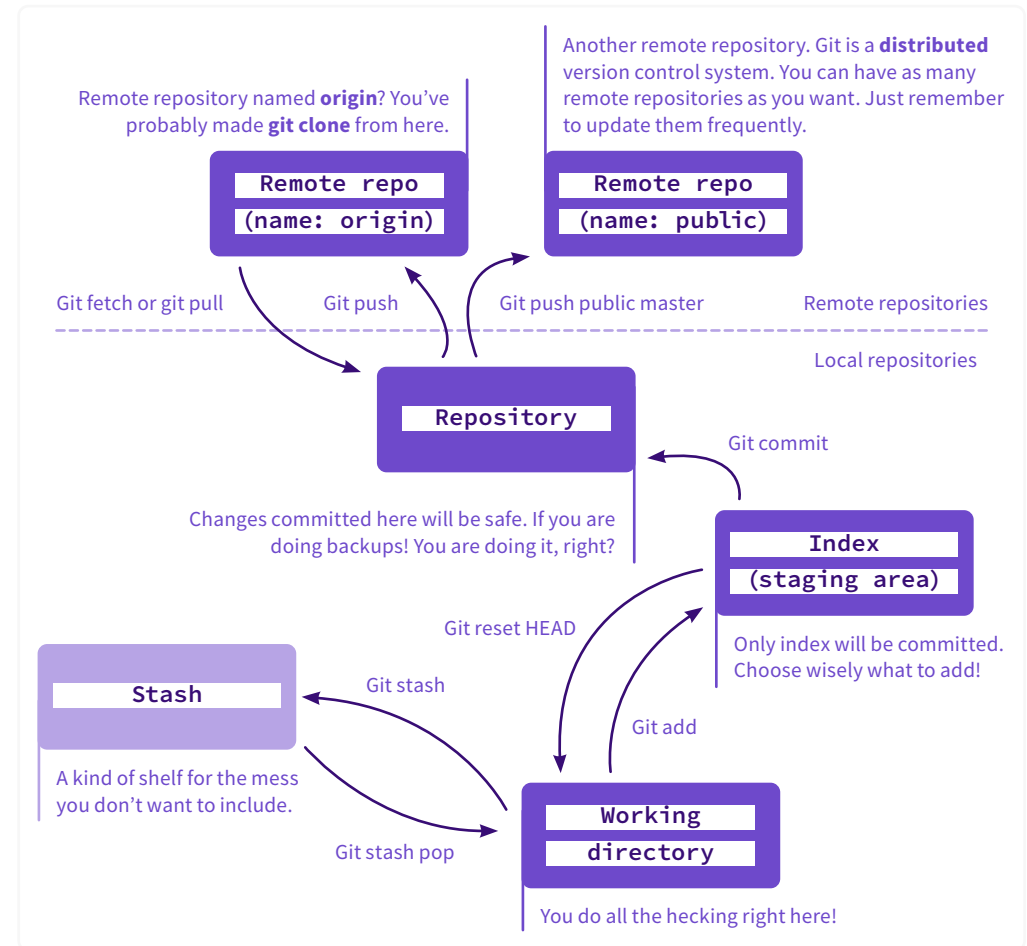 Another remote repository. Git is a distributed
version control system. You can have as many
remote repositories as you want. Just remember
to update them frequently.
Remote repository named origin? You've
probably made git clone from here.
Remote repo
(name: origin)
Remote repo
(name: public)
Git fetch or git pull
Git push
Git push public master
Remote repositories
Local repositories
Repository
Git commit
Changes committed here will be safe. If you are
doing backups! You are doing it, right?
Index
(staging area)
Only index will be committed.
Choose wisely what to add!
Git reset HEAD
Git add
Stash
Git stash
A kind of shelf for the mess
you don't want to include.
Git stash pop
Working
directory
You do all the hecking right here!